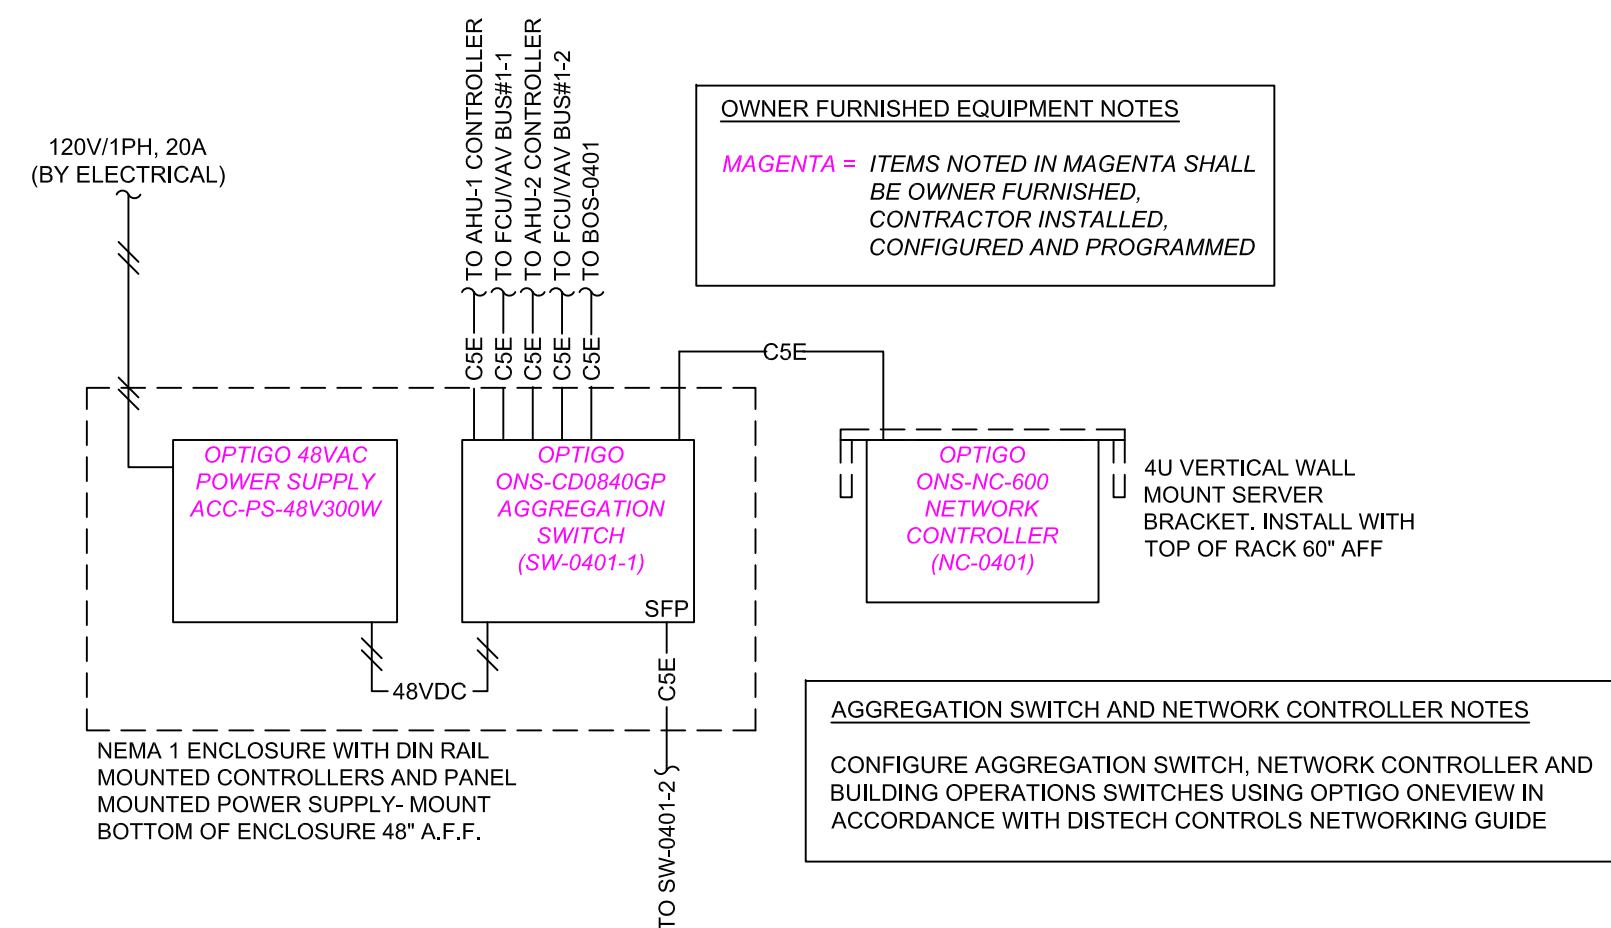 120V/1PH, 20A
(BY ELECTRICAL)
TO AHU-1 CONTROLLER
TO FCU/VAV BUS#1-1
TO AHU-2 CONTROLLER
TO FCU/VAV BUS#1-2
TO BOS-0401
C5E
C5E
C5E
C5E
C5E
OWNER FURNISHED EQUIPMENT NOTES
MAGENTA = ITEMS NOTED IN MAGENTA SHALL
BE OWNER FURNISHED,
CONTRACTOR INSTALLED,
CONFIGURED AND PROGRAMMED
C5E
OPTIGO 48VAC
POWER SUPPLY
ACC-PS-48V300W
OPTIGO
ONS-CD0840GP
AGGREGATION
SWITCH
(SW-0401-1)
SFP
OPTIGO
ONS-NC-600
NETWORK
CONTROLLER
(NC-0401)
4U VERTICAL WALL
MOUNT SERVER
BRACKET. INSTALL WITH
TOP OF RACK 60" AFF
48VDC
C5E
TO SW-0401-2
NEMA 1 ENCLOSURE WITH DIN RAIL
MOUNTED CONTROLLERS AND PANEL
MOUNTED POWER SUPPLY- MOUNT
BOTTOM OF ENCLOSURE 48" A.F.F.
AGGREGATION SWITCH AND NETWORK CONTROLLER NOTES
CONFIGURE AGGREGATION SWITCH, NETWORK CONTROLLER AND
BUILDING OPERATIONS SWITCHES USING OPTIGO ONEVIEW IN
ACCORDANCE WITH DISTECH CONTROLS NETWORKING GUIDE